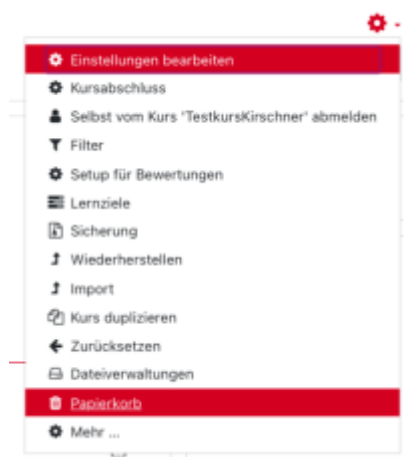 Einstellungen bearbeiten
Kursabschluss
Selbst vom Kurs 'TestkursKirschner' abmelden
Filter
Setup für Bewertungen
Lernziele
Sicherung
Wiederherstellen
Import
Kurs duplizieren
Zurücksetzen
Dateiverwaltungen
Papierkorb
Mehr ...